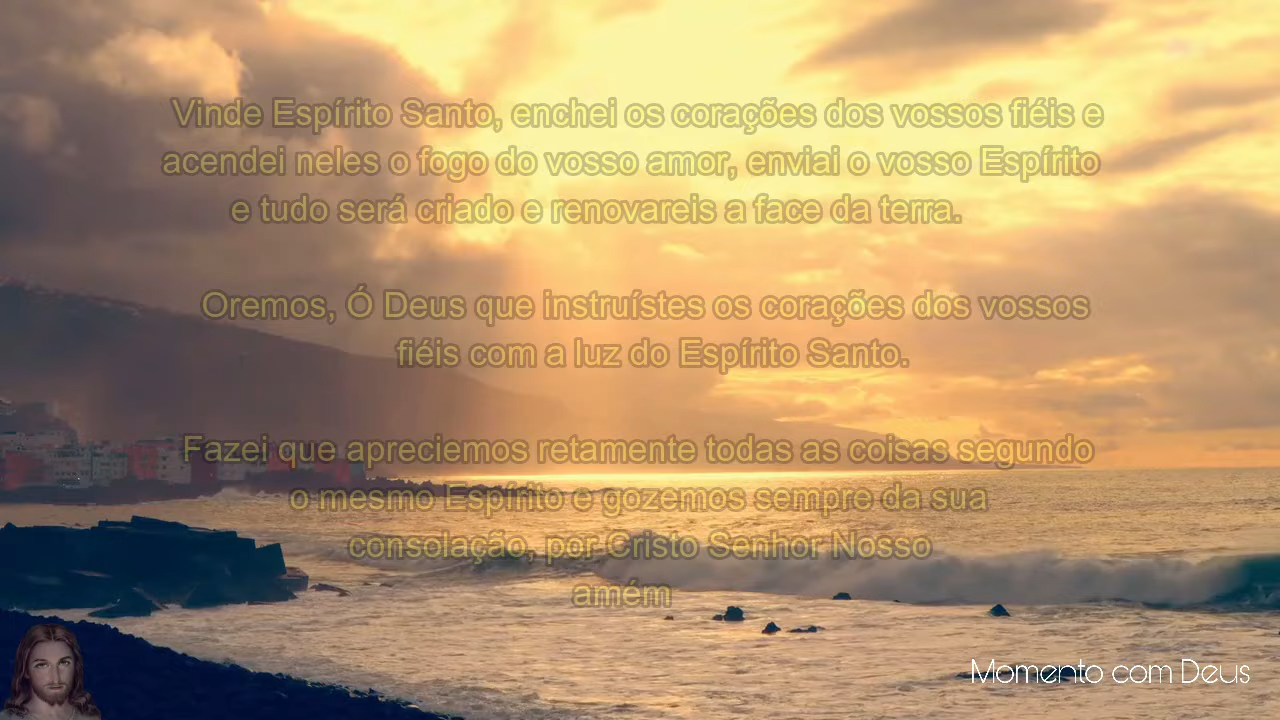 Vinde Espírito Santo, enchei os corações dos vossos fiéis e
acendei neles o fogo do vosso amor, enviai o vosso Espírito
e tudo será criado e renovareis a face da terra.
Oremos, Ó Deus que instruístes os corações dos vossos
fiéis com a luz do Espírito Santo.
Fazei que apreciemos retamente todas as coisas segundo
o mesmo Espírito e gozemos sempre da sua
consolação, por Cristo Senhor Nosso
amém
Momento com Deus